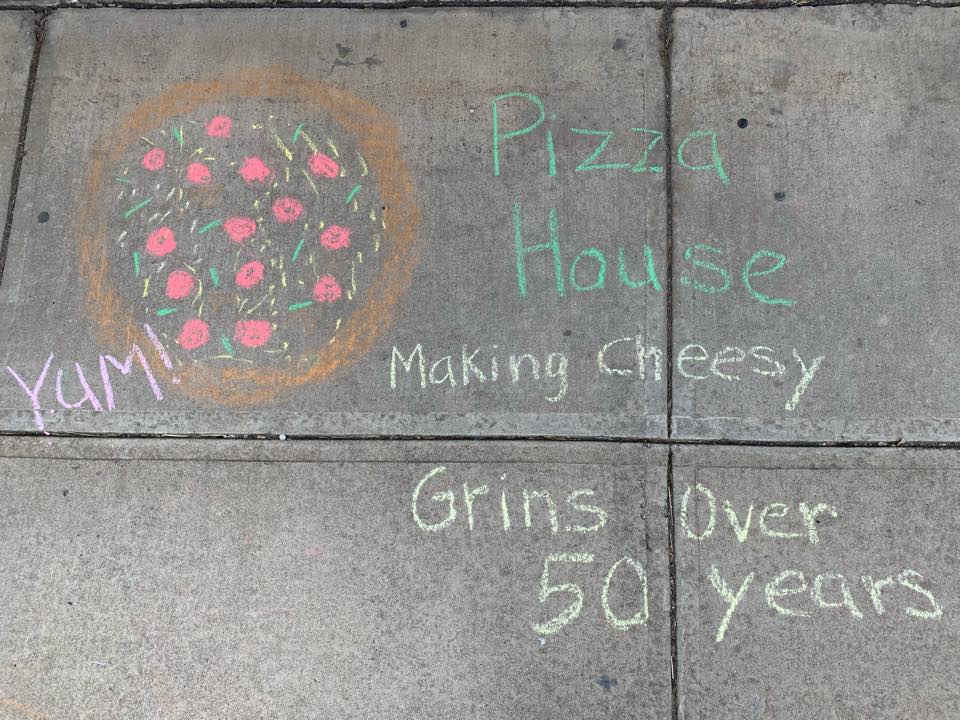 Pizza
House
Yum!
Making Cheesy
Grins Over
50 years